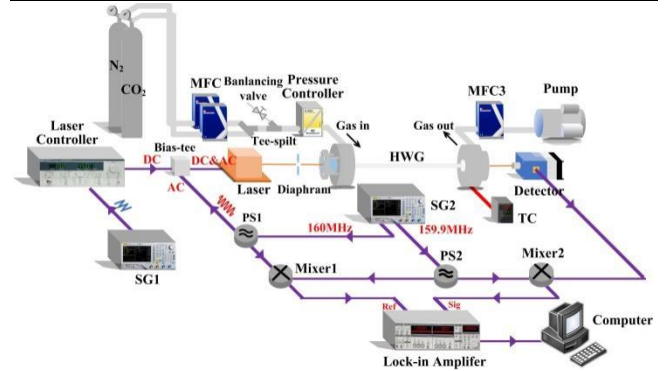 N2
CO2
MFC
Banlancing
valve
Pressure
Controller
MFC3
Pump
Laser
Controller
Bias-tee
Tee-spilt
Gas in
Gas out
DC
DC&AC
HWG
AC
Laser
Diaphram
Detector
SG2
TC
PS1
160MHz
159.9MHz
SG1
Mixer1
PS2
Mixer2
Ref
Sig
Computer
Lock-in Amplifer